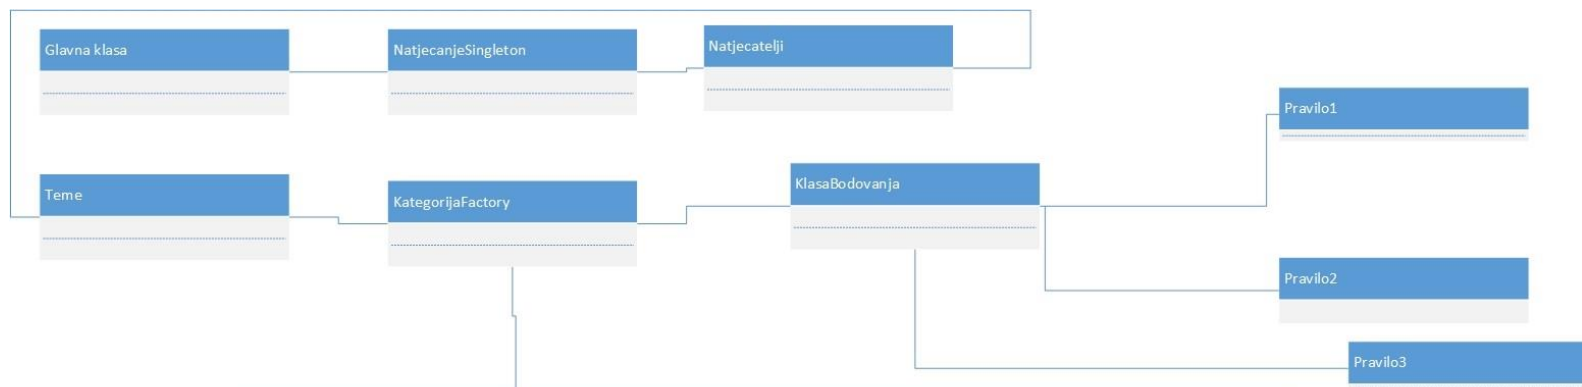 Glavna klasa
NatjecanjeSingleton
Natjecatelji
Pravilo1
Teme
KategorijaFactory
KlasaBodovanja
Pravilo2
Pravilo3